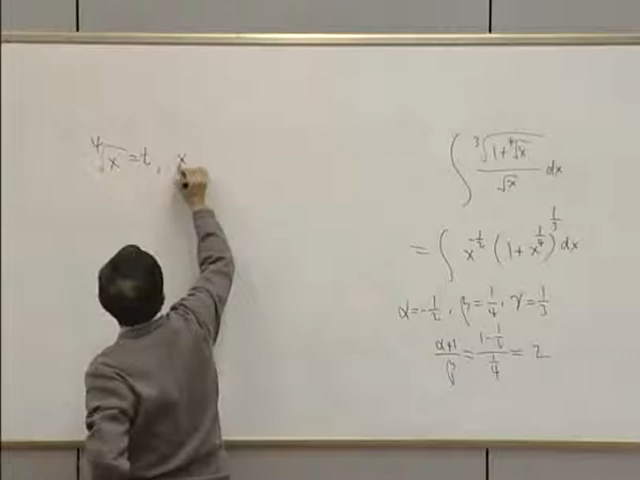 ⁴√x = t, x
∫ ³√(1+⁴√x) / √x dx
= ∫ x^(-1/2) (1+x^(1/4))^(1/3) dx
α=-1/2, β=1/4, γ=1/3
(α+1)/β = (1-1/2)/(1/4) = 2